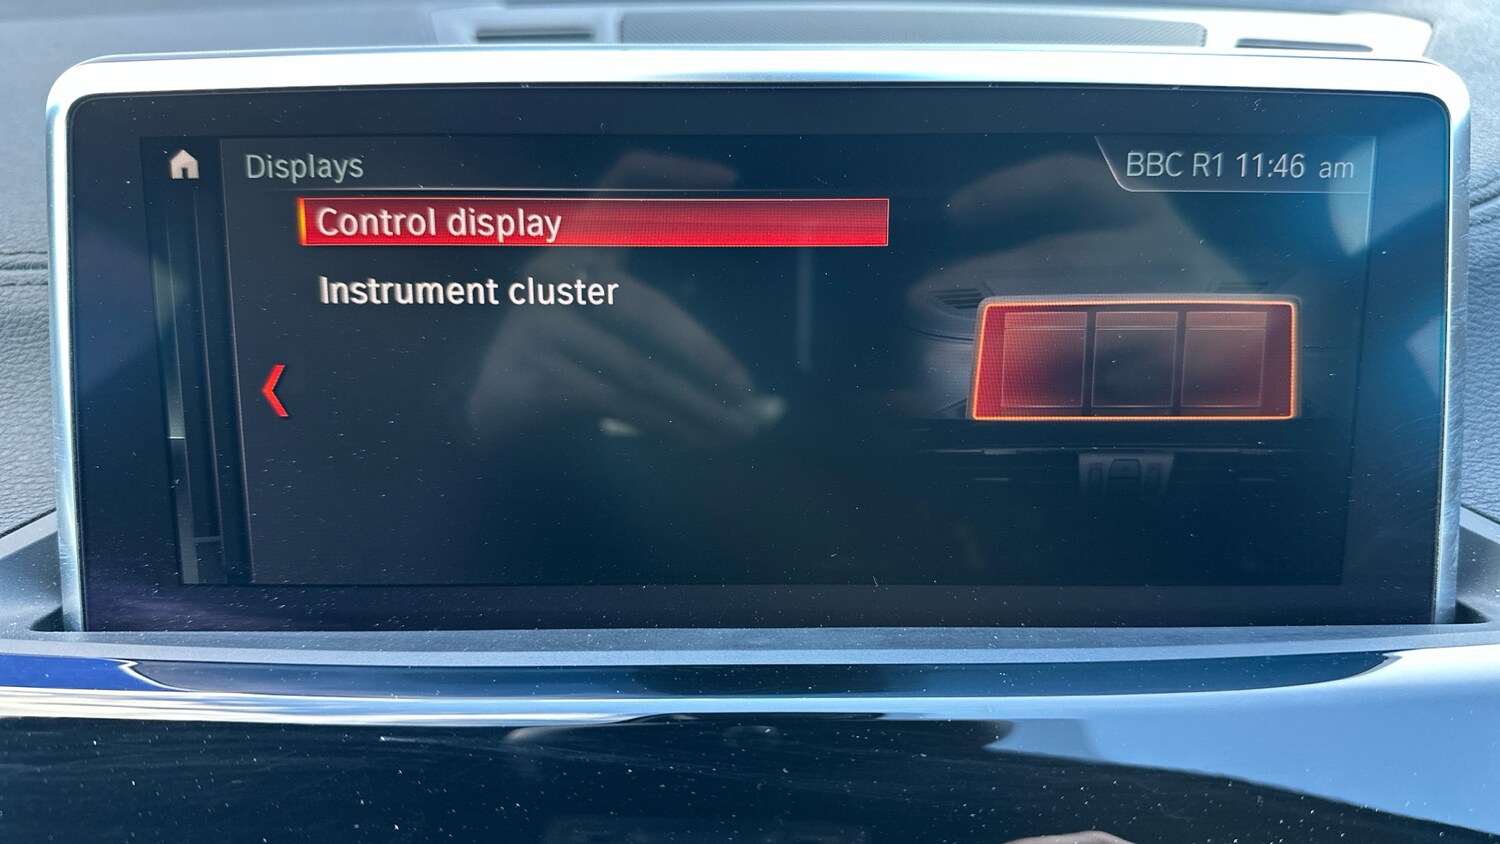 Displays
BBC R1 11:46 am
Control display
Instrument cluster